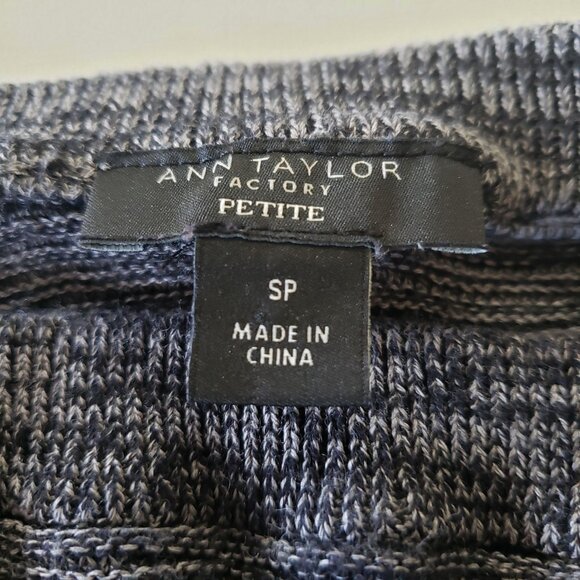 ANN TAYLOR
FACTORY
PETITE
SP
MADE IN
CHINA